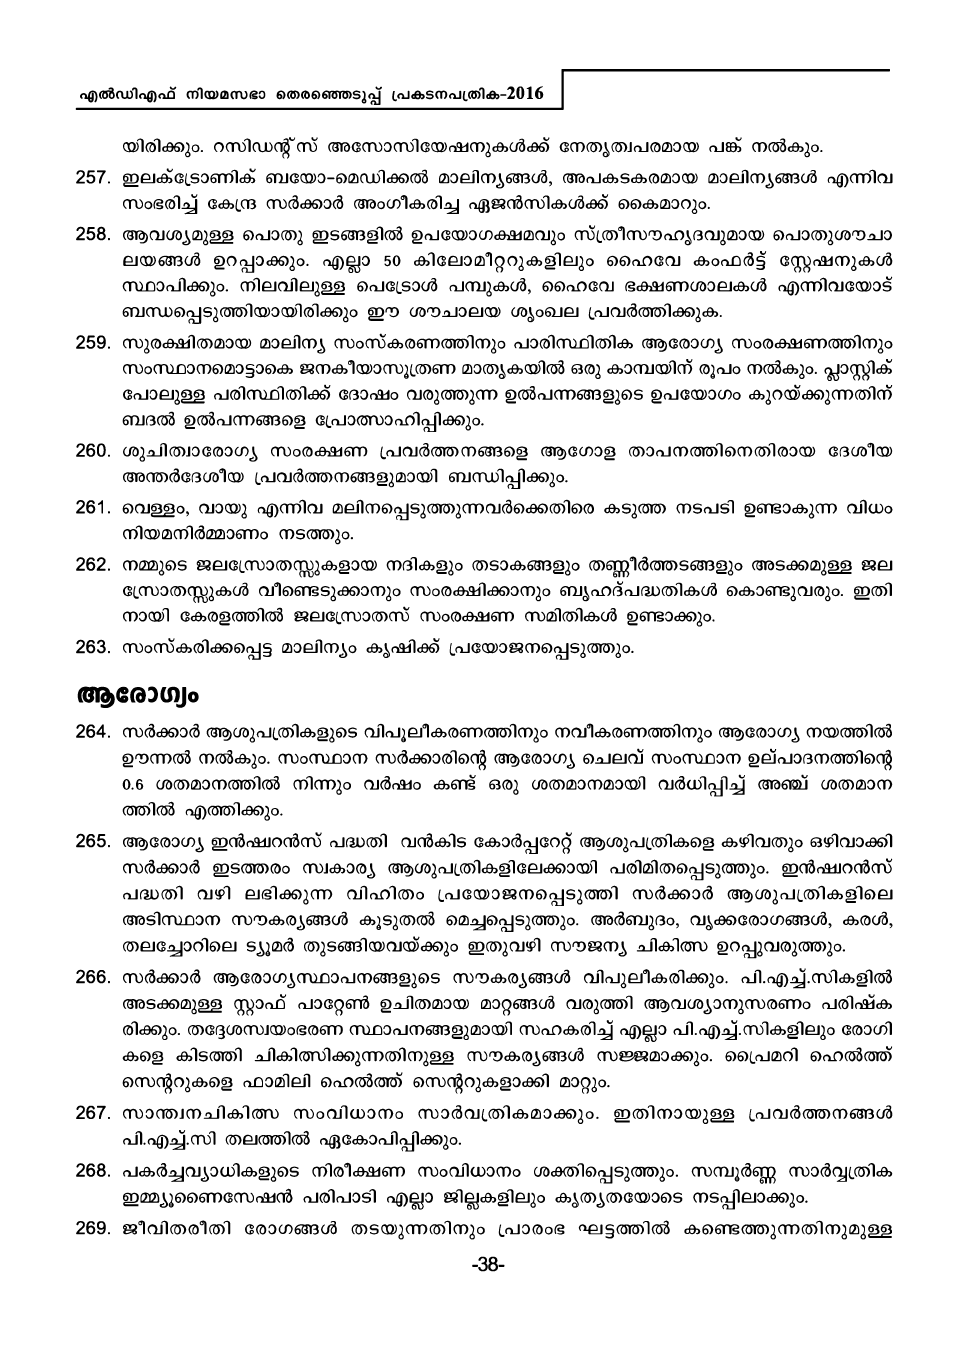 എൽഡിഎഫ് നിയമസഭാ തെരഞ്ഞെടുപ്പ് പ്രകടനപത്രിക-2016
യിരിക്കും. റസിഡന്റ്സ് അസോസിയേഷനുകൾക്ക് നേതൃത്വപരമായ പങ്ക് നൽകും.
257. ഇലക്ട്രോണിക് ബയോ-മെഡിക്കൽ മാലിന്യങ്ങൾ, അപകടകരമായ മാലിന്യങ്ങൾ എന്നിവ
സംഭരിച്ച് കേന്ദ്ര സർക്കാർ അംഗീകരിച്ച ഏജൻസികൾക്ക് കൈമാറും.
258. ആവശ്യമുള്ള പൊതു ഇടങ്ങളിൽ ഉപയോഗക്ഷമവും സ്ത്രീസൗഹൃദവുമായ പൊതുശൗചാ
ലയങ്ങൾ ഉറപ്പാക്കും. എല്ലാ 50 കിലോമീറ്ററുകളിലും ഹൈവേ കംഫർട്ട് സ്റ്റേഷനുകൾ
സ്ഥാപിക്കും. നിലവിലുള്ള പെട്രോൾ പമ്പുകൾ, ഹൈവേ ഭക്ഷണശാലകൾ എന്നിവയോട്
ബന്ധപ്പെടുത്തിയായിരിക്കും ഈ ശൗചാലയ ശൃംഖല പ്രവർത്തിക്കുക.
259. സുരക്ഷിതമായ മാലിന്യ സംസ്കരണത്തിനും പാരിസ്ഥിതിക ആരോഗ്യ സംരക്ഷണത്തിനും
സംസ്ഥാനമൊട്ടാകെ ജനകീയാസൂത്രണ മാതൃകയിൽ ഒരു കാമ്പയിന് രൂപം നൽകും. പ്ലാസ്റ്റിക്
പോലുള്ള പരിസ്ഥിതിക്ക് ദോഷം വരുത്തുന്ന ഉൽപന്നങ്ങളുടെ ഉപയോഗം കുറയ്ക്കുന്നതിന്
ബദൽ ഉൽപന്നങ്ങളെ പ്രോത്സാഹിപ്പിക്കും.
260. ശുചിത്വാരോഗ്യ സംരക്ഷണ പ്രവർത്തനങ്ങളെ ആഗോള താപനത്തിനെതിരായ ദേശീയ
അന്തർദേശീയ പ്രവർത്തനങ്ങളുമായി ബന്ധിപ്പിക്കും.
261. വെള്ളം, വായു എന്നിവ മലിനപ്പെടുത്തുന്നവർക്കെതിരെ കടുത്ത നടപടി ഉണ്ടാകുന്ന വിധം
നിയമനിർമ്മാണം നടത്തും.
262. നമ്മുടെ ജലസ്രോതസ്സുകളായ നദികളും തടാകങ്ങളും തണ്ണീർത്തടങ്ങളും അടക്കമുള്ള ജല
സ്രോതസ്സുകൾ വീണ്ടെടുക്കാനും സംരക്ഷിക്കാനും ബൃഹദ്പദ്ധതികൾ കൊണ്ടുവരും. ഇതി
നായി കേരളത്തിൽ ജലസ്രോതസ് സംരക്ഷണ സമിതികൾ ഉണ്ടാക്കും.
263. സംസ്കരിക്കപ്പെട്ട മാലിന്യം കൃഷിക്ക് പ്രയോജനപ്പെടുത്തും.
ആരോഗ്യം
264. സർക്കാർ ആശുപത്രികളുടെ വിപുലീകരണത്തിനും നവീകരണത്തിനും ആരോഗ്യ നയത്തിൽ
ഊന്നൽ നൽകും. സംസ്ഥാന സർക്കാരിന്റെ ആരോഗ്യ ചെലവ് സംസ്ഥാന ഉല്പാദനത്തിന്റെ
0.6 ശതമാനത്തിൽ നിന്നും വർഷം കണ്ട് ഒരു ശതമാനമായി വർധിപ്പിച്ച് അഞ്ച് ശതമാന
ത്തിൽ എത്തിക്കും.
265. ആരോഗ്യ ഇൻഷ്വറൻസ് പദ്ധതി വൻകിട കോർപ്പറേറ്റ് ആശുപത്രികളെ കഴിവതും ഒഴിവാക്കി
സർക്കാർ ഇടത്തരം സ്വകാര്യ ആശുപത്രികളിലേക്കായി പരിമിതപ്പെടുത്തും. ഇൻഷറൻസ്
പദ്ധതി വഴി ലഭിക്കുന്ന വിഹിതം പ്രയോജനപ്പെടുത്തി സർക്കാർ ആശുപത്രികളിലെ
അടിസ്ഥാന സൗകര്യങ്ങൾ കൂടുതൽ മെച്ചപ്പെടുത്തും. അർബുദം, വൃക്കരോഗങ്ങൾ, കരൾ,
തലച്ചോറിലെ ട്യൂമർ തുടങ്ങിയവയ്ക്കും ഇതുവഴി സൗജന്യ ചികിത്സ ഉറപ്പുവരുത്തും.
266. സർക്കാർ ആരോഗ്യസ്ഥാപനങ്ങളുടെ സൗകര്യങ്ങൾ വിപുലീകരിക്കും. പി.എച്ച്.സികളിൽ
അടക്കമുള്ള സ്റ്റാഫ് പാറ്റേൺ ഉചിതമായ മാറ്റങ്ങൾ വരുത്തി ആവശ്യാനുസരണം പരിഷ്ക
രിക്കും. തദ്ദേശസ്വയംഭരണ സ്ഥാപനങ്ങളുമായി സഹകരിച്ച് എല്ലാ പി.എച്ച്.സികളിലും രോഗി
കളെ കിടത്തി ചികിത്സിക്കുന്നതിനുള്ള സൗകര്യങ്ങൾ സജ്ജമാക്കും. പ്രൈമറി ഹെൽത്ത്
സെന്ററുകളെ ഫാമിലി ഹെൽത്ത് സെന്ററുകളാക്കി മാറ്റും.
267. സാന്ത്വനചികിത്സ സംവിധാനം സാർവത്രികമാക്കും. ഇതിനായുള്ള പ്രവർത്തനങ്ങൾ
പി.എച്ച്.സി തലത്തിൽ ഏകോപിപ്പിക്കും.
268. പകർച്ചവ്യാധികളുടെ നിരീക്ഷണ സംവിധാനം ശക്തിപ്പെടുത്തും. സമ്പൂർണ്ണ സാർവ്വത്രിക
ഇമ്മ്യൂണൈസേഷൻ പരിപാടി എല്ലാ ജില്ലകളിലും കൃത്യതയോടെ നടപ്പിലാക്കും.
269. ജീവിതരീതി രോഗങ്ങൾ തടയുന്നതിനും പ്രാരംഭ ഘട്ടത്തിൽ കണ്ടെത്തുന്നതിനുമുള്ള
-38-